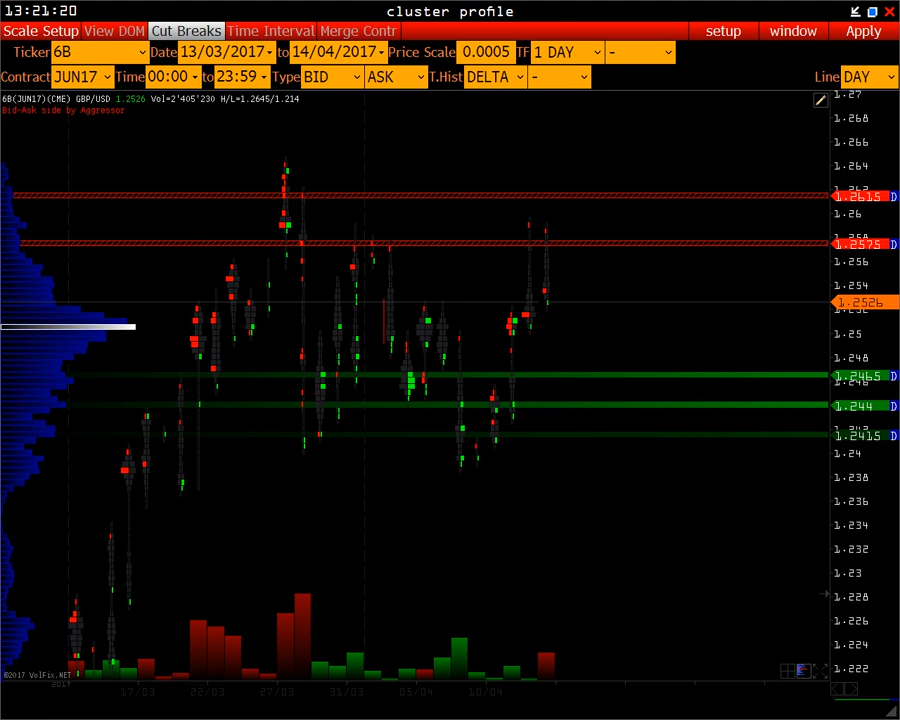 13:21:20 cluster profile
Scale Setup View DOM Cut Breaks Time Interval Merge Contr setup window Apply
Ticker 6B Date 13/03/2017 to 14/04/2017 Price Scale 0.0005 TF 1 DAY -
Contract JUN17 Time 00:00 to 23:59 Type BID ASK T.Hist DELTA - Line DAY
6B(JUN17)(CME) GBP/USD 1.2526 Vol=2'405'230 H/L=1.2645/1.214
Bid-Ask side by Aggressor
1.27
1.268
1.266
1.264
1.2615 D
1.26
1.2575 D
1.256
1.254
1.2526
1.25
1.248
1.2465 D
1.246
1.244 D
1.2415 D
1.24
1.238
1.236
1.234
1.232
1.23
1.228
1.226
1.224
1.222
©2017 VolFix.NET
2017 17/03 22/03 27/03 31/03 05/04 10/04